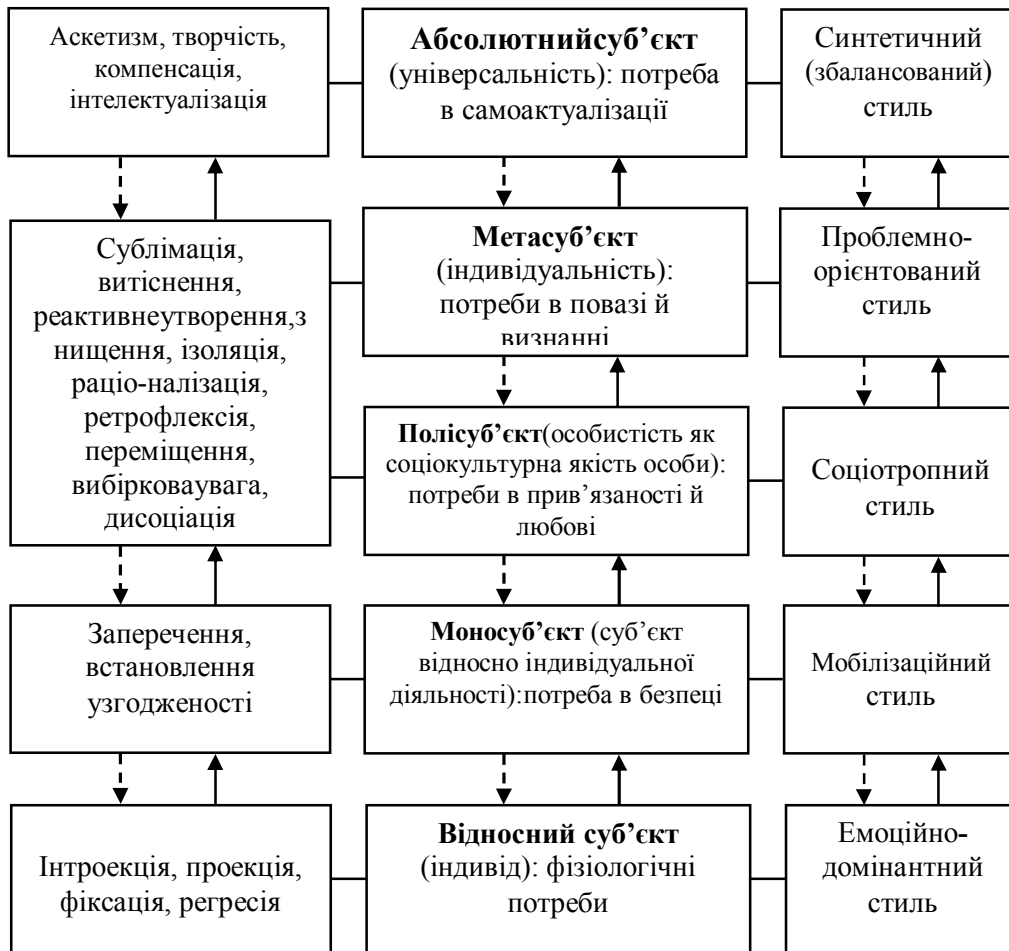 Аскетизм, творчість,
компенсація,
інтелектуалізація
Абсолютнийсуб’єкт
(універсальність): потреба
в самоактуалізації
Синтетичний
(збалансований)
стиль
Сублімація,
витіснення,
реактивнеутворення,з
нищення, ізоляція,
раціо-налізація,
ретрофлексія,
переміщення,
вибірковаувага,
дисоціація
Метасуб’єкт
(індивідуальність):
потреби в повазі й
визнанні
Проблемно-
орієнтований
стиль
Полісуб’єкт(особистість як
соціокультурна якість особи):
потреби в прив’язаності й
любові
Соціотропний
стиль
Заперечення,
встановлення
узгодженості
Моносуб’єкт (суб’єкт
відносно індивідуальної
діяльності):потреба в безпеці
Мобілізаційний
стиль
Інтроекція, проекція,
фіксація, регресія
Відносний суб’єкт
(індивід): фізіологічні
потреби
Емоційно-
домінантний
стиль